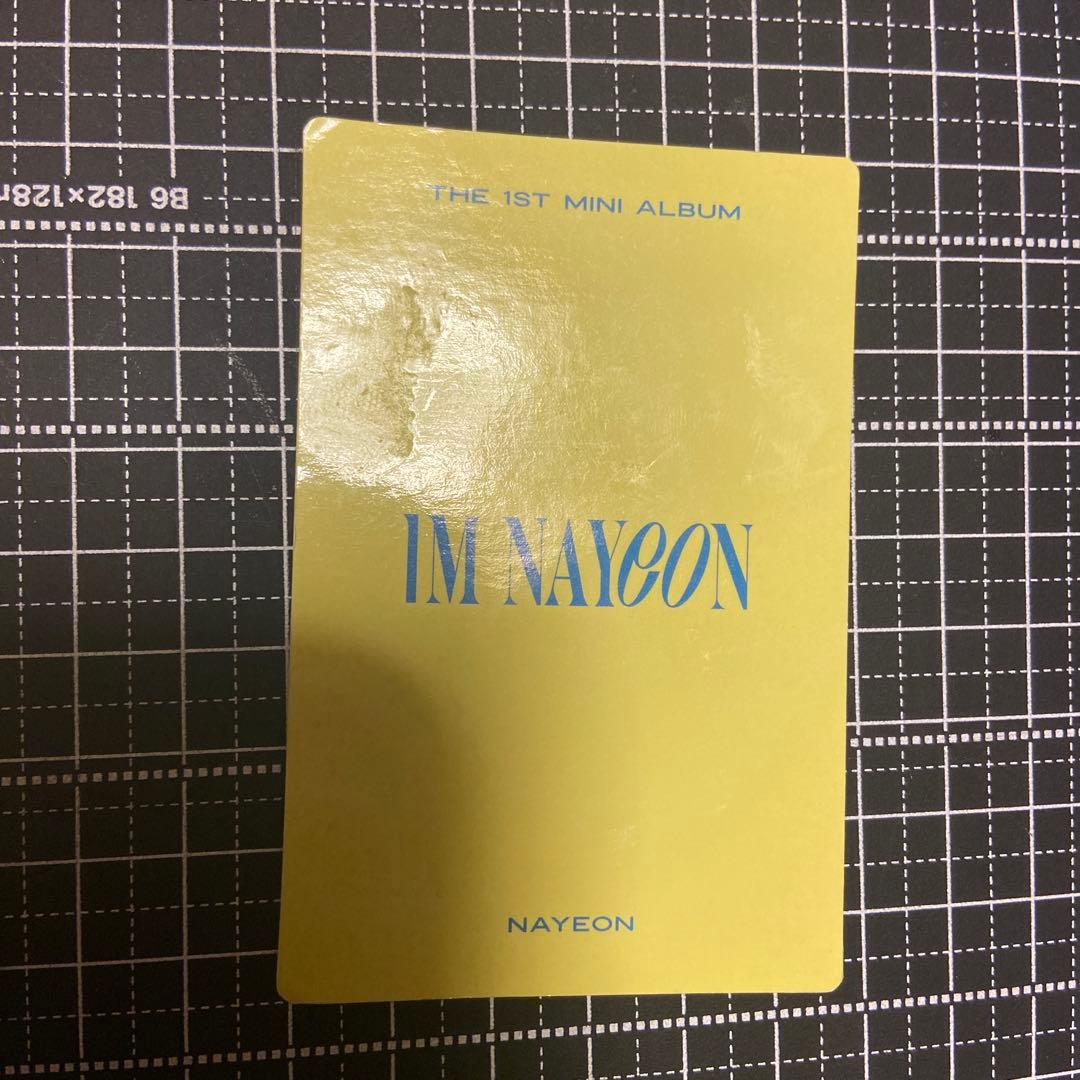 THE 1ST MINI ALBUM
IM NAYeON
NAYEON
B6 182×128